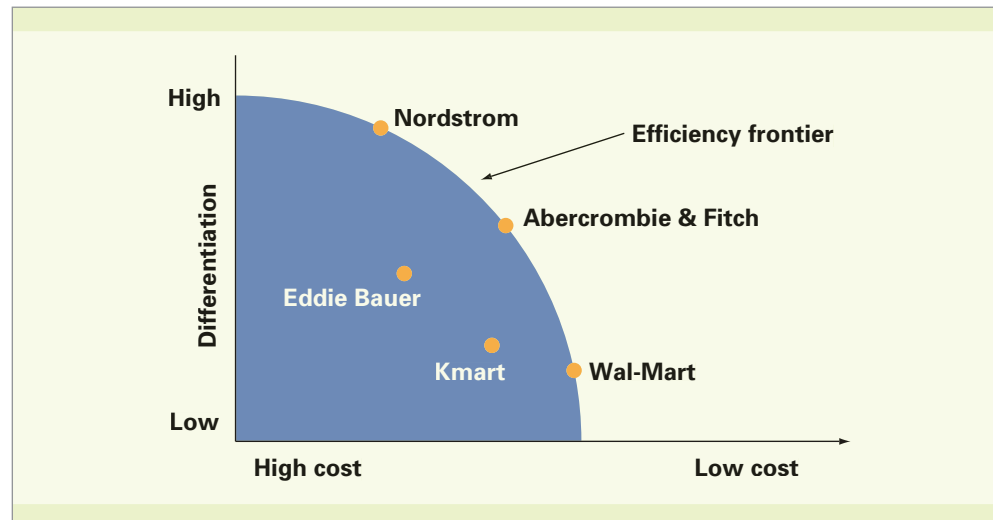 High
Nordstrom
Efficiency frontier
Abercrombie & Fitch
Differentiation
Eddie Bauer
Kmart
Wal-Mart
Low
High cost
Low cost